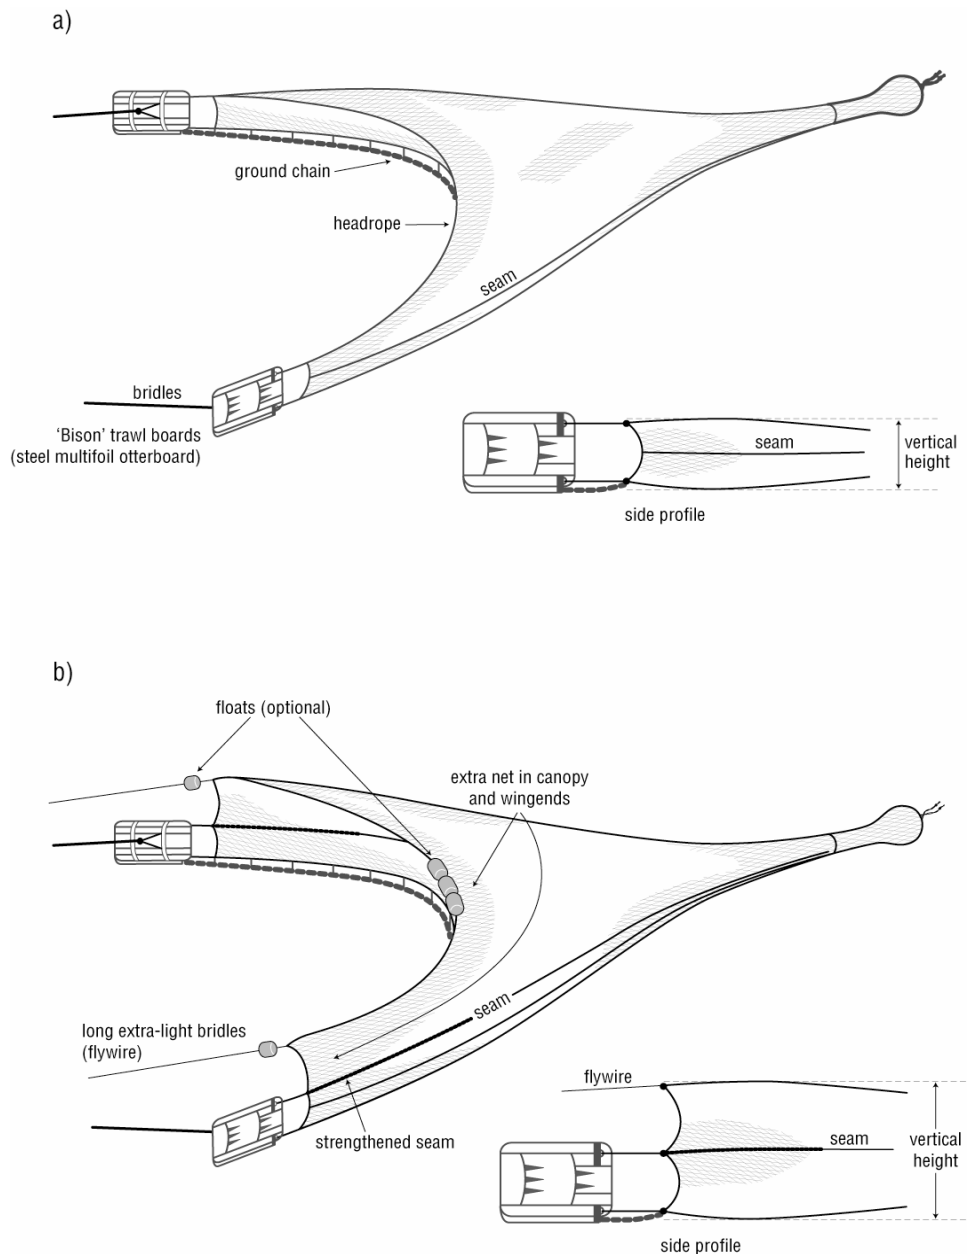 a)
ground chain
headrope
seam
bridles
‘Bison’ trawl boards
(steel multifoil otterboard)
seam
vertical
height
side profile
b)
floats (optional)
extra net in canopy
and wingends
seam
long extra-light bridles
(flywire)
strengthened seam
flywire
seam
vertical
height
side profile